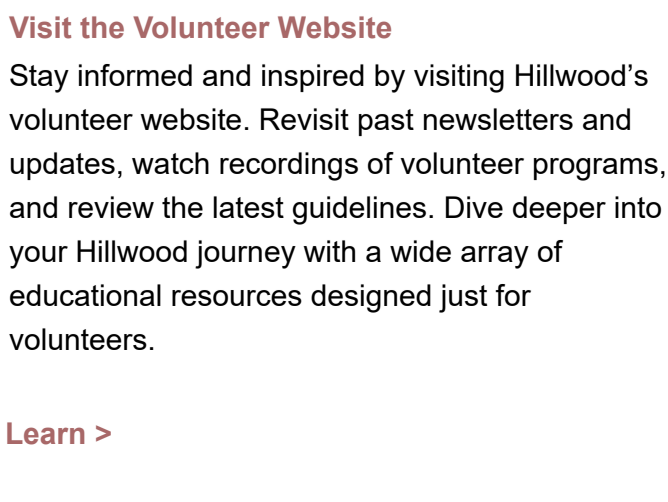 Visit the Volunteer Website
Stay informed and inspired by visiting Hillwood’s
volunteer website. Revisit past newsletters and
updates, watch recordings of volunteer programs,
and review the latest guidelines. Dive deeper into
your Hillwood journey with a wide array of
educational resources designed just for
volunteers.
Learn >